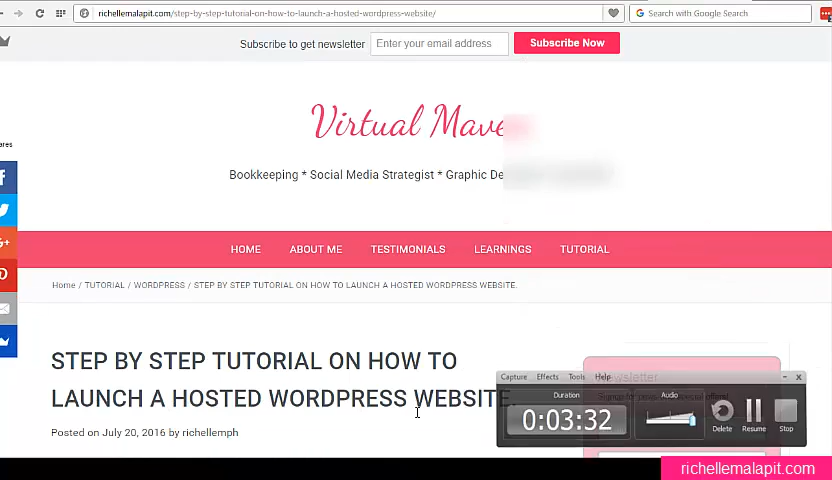 richellemalapit.com/step-by-step-tutorial-on-how-to-launch-a-hosted-wordpress-website/
Search with Google Search
Subscribe to get newsletter
Enter your email address
Subscribe Now
Virtual
Bookkeeping * Social Media Strategist * Graphic
HOME ABOUT ME TESTIMONIALS LEARNINGS TUTORIAL
Home / TUTORIAL / WORDPRESS / STEP BY STEP TUTORIAL ON HOW TO LAUNCH A HOSTED WORDPRESS WEBSITE.
STEP BY STEP TUTORIAL ON HOW TO
LAUNCH A HOSTED WORDPRESS WEBSITE.
Posted on July 20, 2016 by richellemph
Capture Effects Tools Help
Newsletter
Duration
0:03:32
Audio
Delete Resume Stop
richellemalapit.com